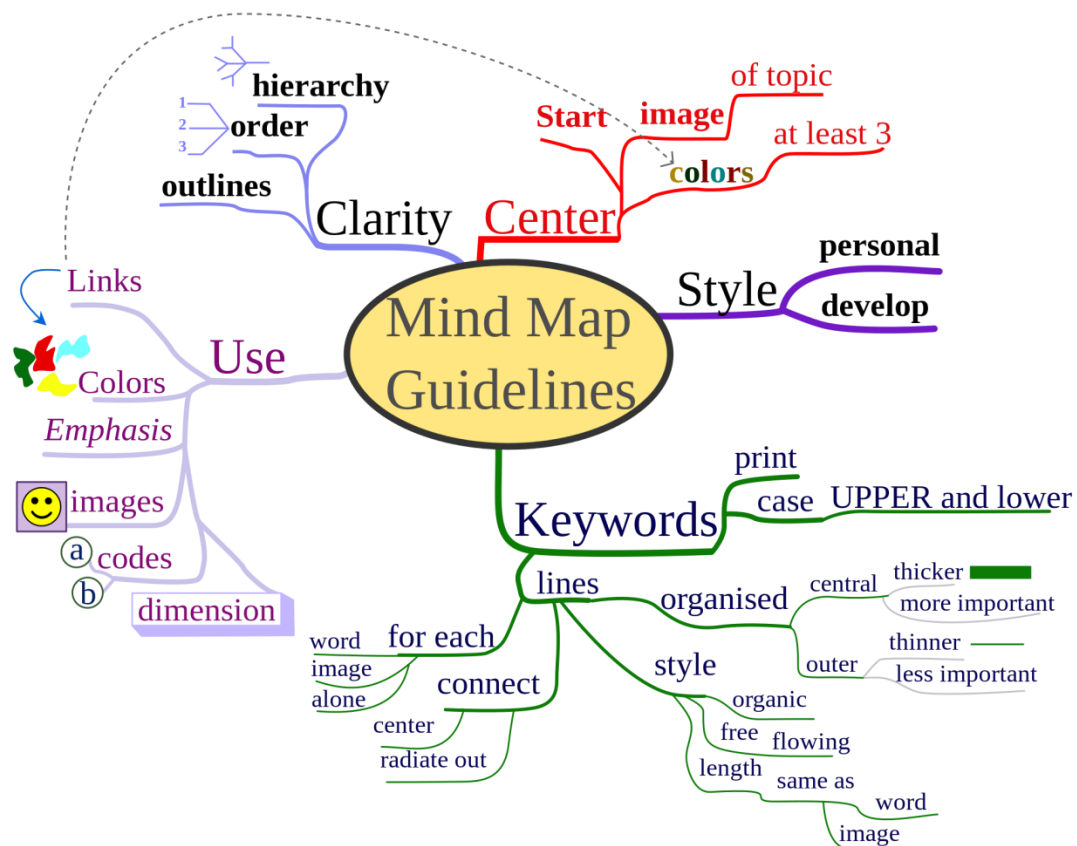 Mind Map
Guidelines
Center
Start
image
of topic
colors
at least 3
Style
personal
develop
Keywords
print
case
UPPER and lower
lines
organised
central
thicker
more important
outer
thinner
less important
style
organic
free
flowing
length
same as
word
image
connect
center
radiate out
for each
word
image
alone
Use
Links
Colors
Emphasis
images
codes
a
b
dimension
Clarity
hierarchy
order
1
2
3
outlines